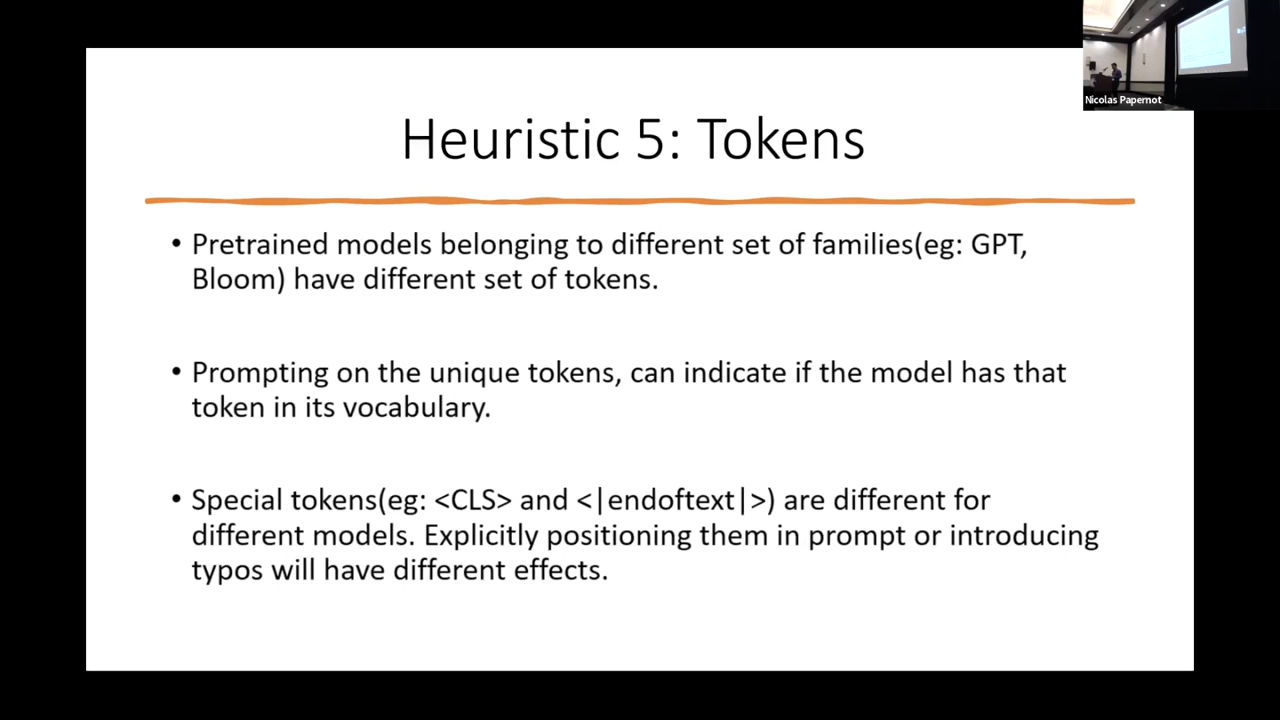 Nicolas Papernot
Heuristic 5: Tokens
• Pretrained models belonging to different set of families(eg: GPT,
Bloom) have different set of tokens.
• Prompting on the unique tokens, can indicate if the model has that
token in its vocabulary.
• Special tokens(eg: <CLS> and <|endoftext|>) are different for
different models. Explicitly positioning them in prompt or introducing
typos will have different effects.